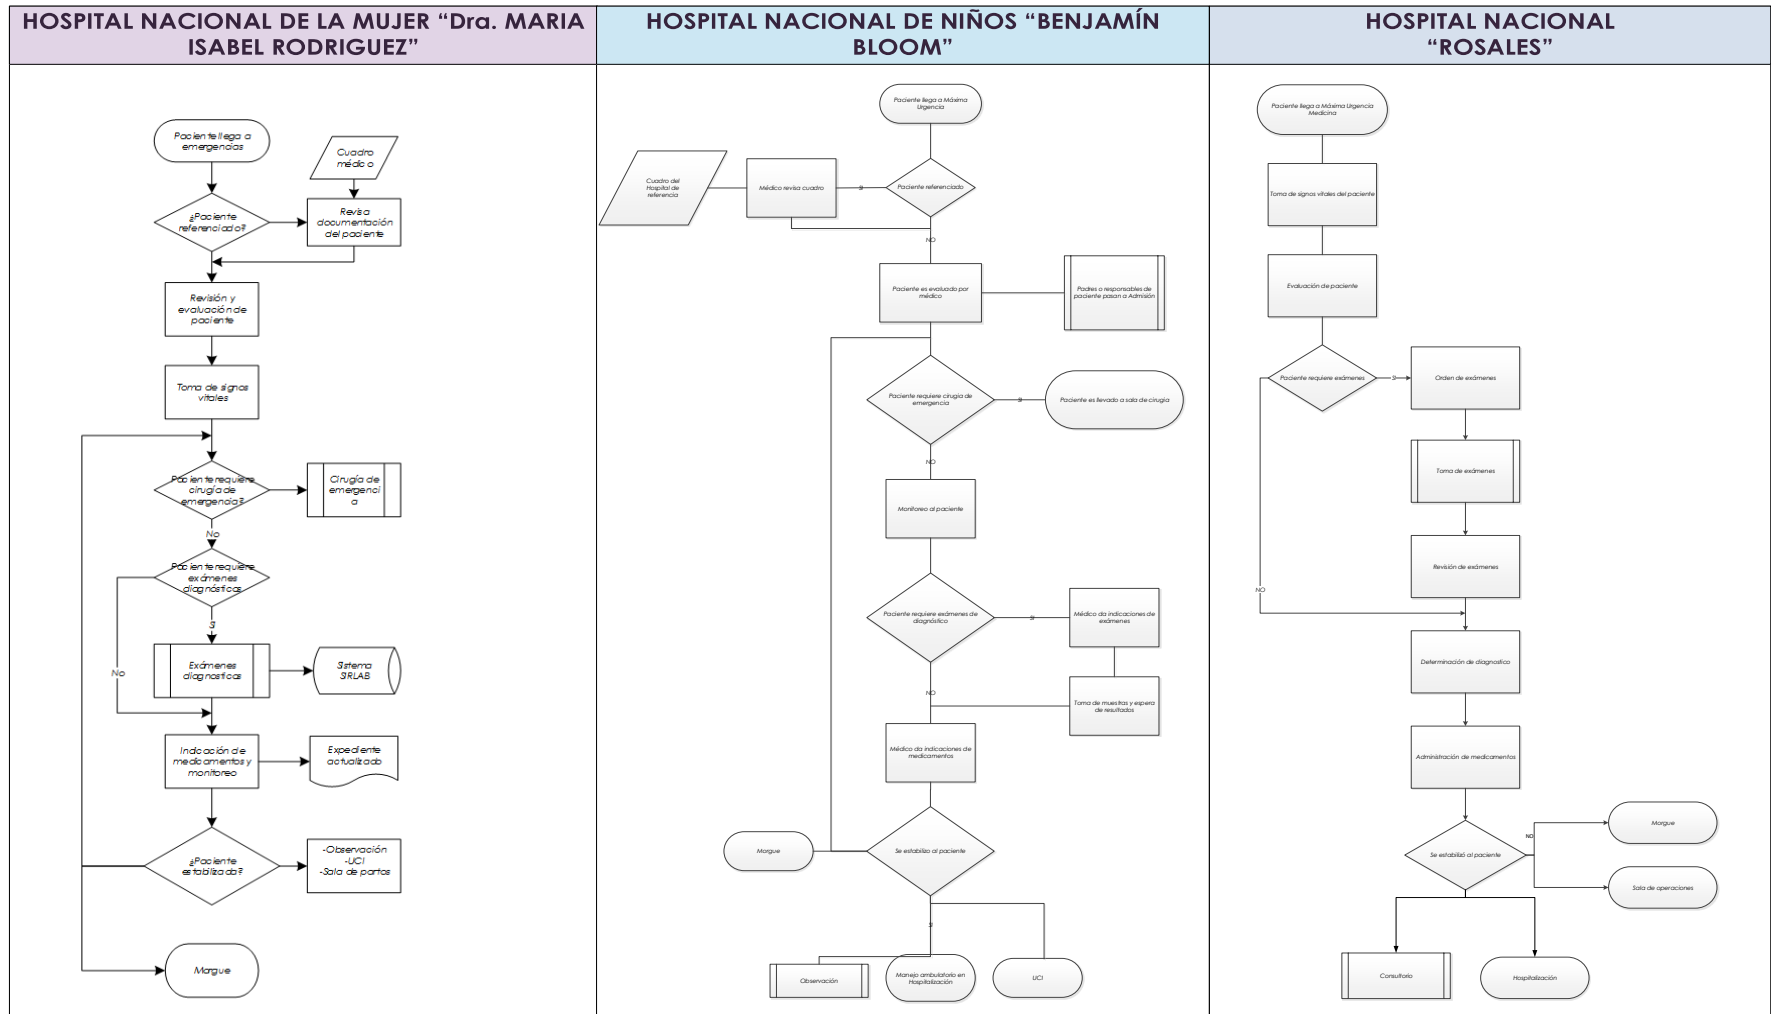 HOSPITAL NACIONAL DE LA MUJER “Dra. MARIA
ISABEL RODRIGUEZ”
Paciente llega a
emergencias
Cuadro
médico
¿Paciente
referenciado?
Revisa
documentación
del paciente
Revisión y
evaluación de
paciente
Toma de signos
vitales
Paciente requiere
cirugía de
emergencia?
Cirugía de
emergenci
a
No
Paciente requiere
exámenes
diagnósticos
SI
No
Exámenes
diagnosticos
Sistema
SIRLAB
Indicación de
medicamentos y
monitoreo
Expediente
actualizado
¿Paciente
estabilizada?
-Observación
-UCI
-Sala de partos
Morgue
HOSPITAL NACIONAL DE NIÑOS “BENJAMÍN
BLOOM”
Paciente llega a Máxima
Urgencia
Cuadro del
Hospital de
referencia
Médico revisa cuadro
SI
Paciente referenciado
NO
Paciente es evaluado por
médico
Padres o responsables de
paciente pasan a Admisión
Paciente requiere cirugía de
emergencia
SI
Paciente es llevado a sala de cirugía
NO
Monitoreo al paciente
Paciente requiere exámenes de
diagnóstico
SI
Médico da indicaciones de
exámenes
NO
Toma de muestras y espera
de resultados
Médico da indicaciones de
medicamentos
Morgue
Se estabiliza al paciente
SI
Observación
Manejo ambulatorio en
Hospitalización
UCI
HOSPITAL NACIONAL
“ROSALES”
Paciente llega a Máxima Urgencia
Medicina
Toma de signos vitales del paciente
Evaluación de paciente
Paciente requiere exámenes
SI
Orden de exámenes
Toma de exámenes
Revisión de exámenes
NO
Determinación de diagnostico
Administración de medicamentos
Se estabilizó al paciente
NO
Morgue
Sala de operaciones
Consultorio
Hospitalización